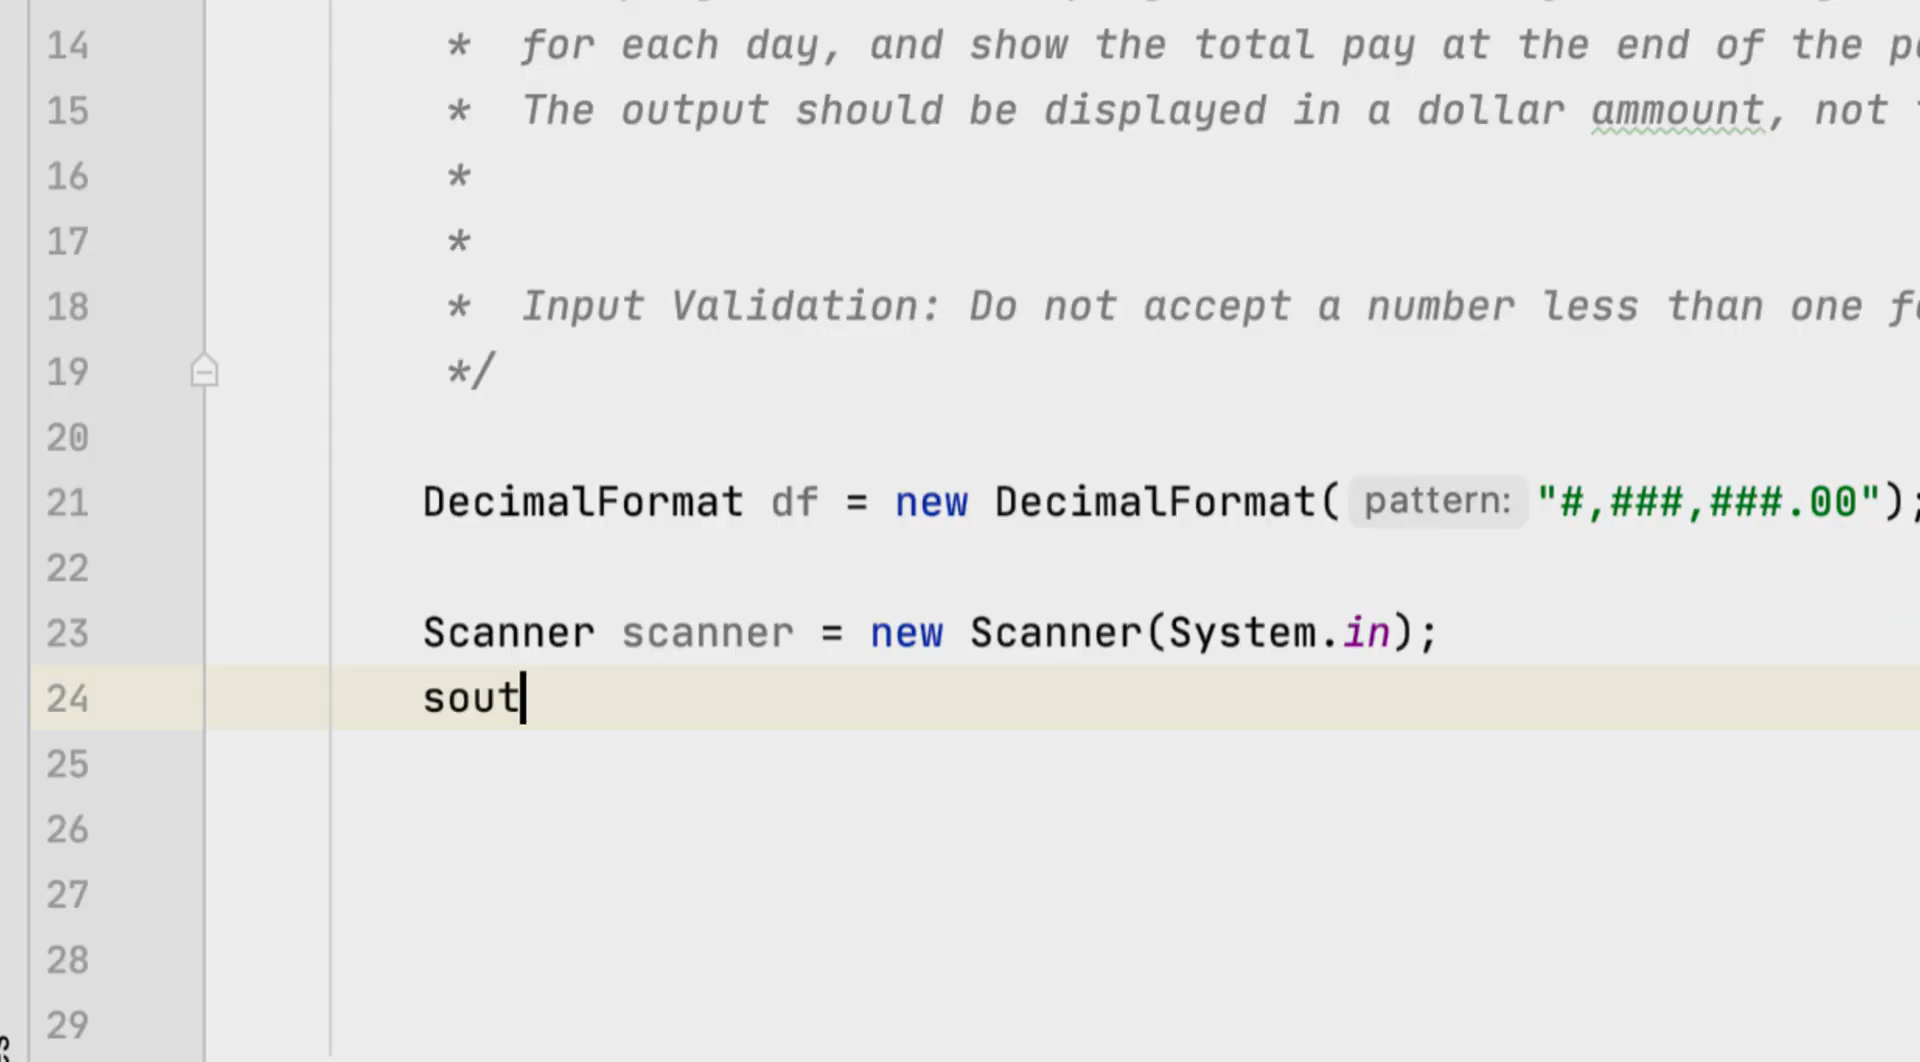 14 * for each day, and show the total pay at the end of the
15 * The output should be displayed in a dollar ammount, not
16 *
17 *
18 * Input Validation: Do not accept a number less than one
19 */
20
21 DecimalFormat df = new DecimalFormat( pattern: "#,###,###.00");
22
23 Scanner scanner = new Scanner(System.in);
24 sout
25
26
27
28
29